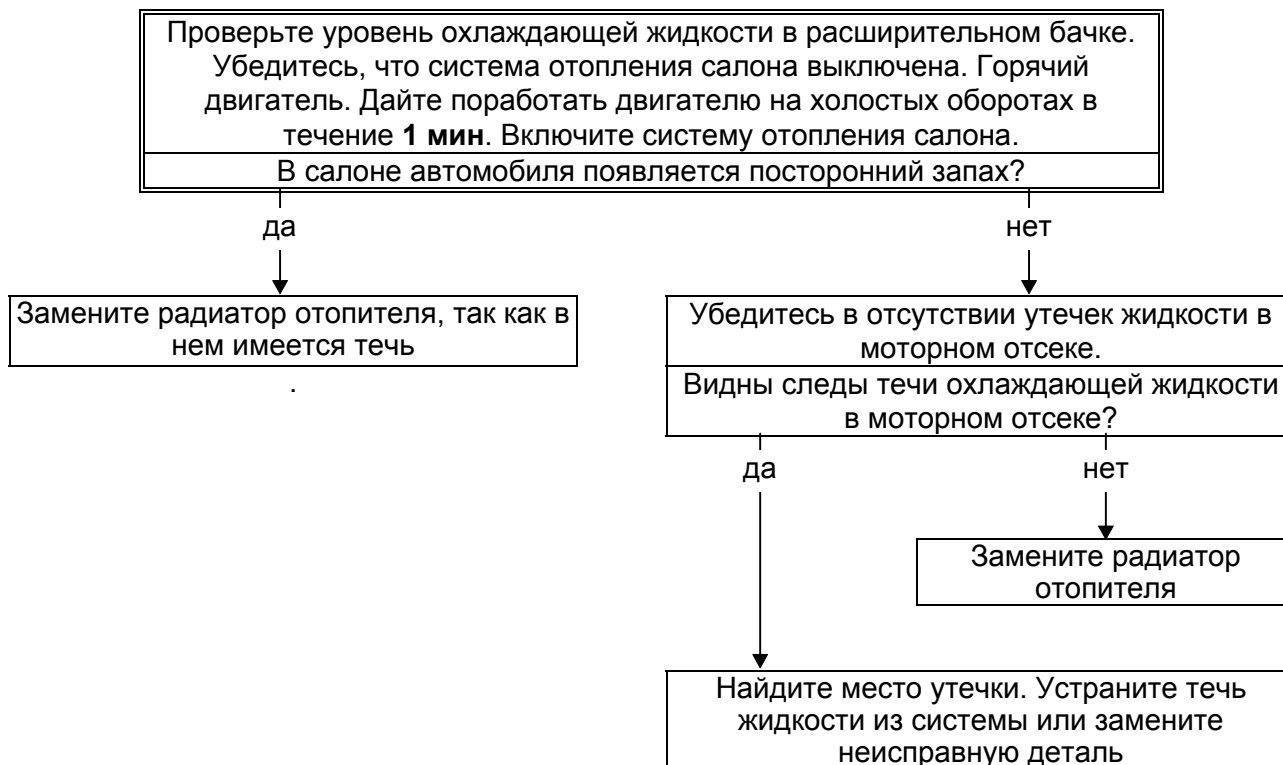 Проверьте уровень охлаждающей жидкости в расширительном бачке.
Убедитесь, что система отопления салона выключена. Горячий
двигатель. Дайте поработать двигателю на холостых оборотах в
течение 1 мин. Включите систему отопления салона.
В салоне автомобиля появляется посторонний запах?
да
нет
Замените радиатор отопителя, так как в
нем имеется течь
.
Убедитесь в отсутствии утечек жидкости в
моторном отсеке.
Видны следы течи охлаждающей жидкости
в моторном отсеке?
да
нет
Замените радиатор
отопителя
Найдите место утечки. Устраните течь
жидкости из системы или замените
неисправную деталь